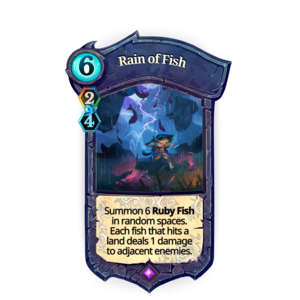 6
Rain of Fish
2
4
Summon 6 Ruby Fish
in random spaces.
Each fish that hits a
land deals 1 damage
to adjacent enemies.